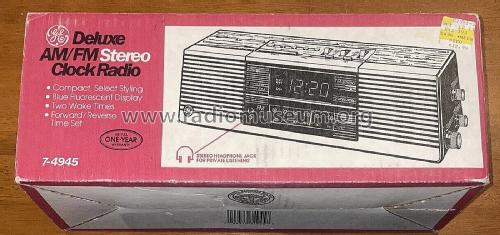 Deluxe
AM/FM Stereo
Clock Radio
• Compact, Select Styling
• Blue Fluorescent Display
• Two Wake Times
• Forward/Reverse
Time Set
ONE-YEAR
7-4945
12:20
STEREO HEADPHONE JACK
FOR PRIVATE LISTENING
www.radiomuseum.org